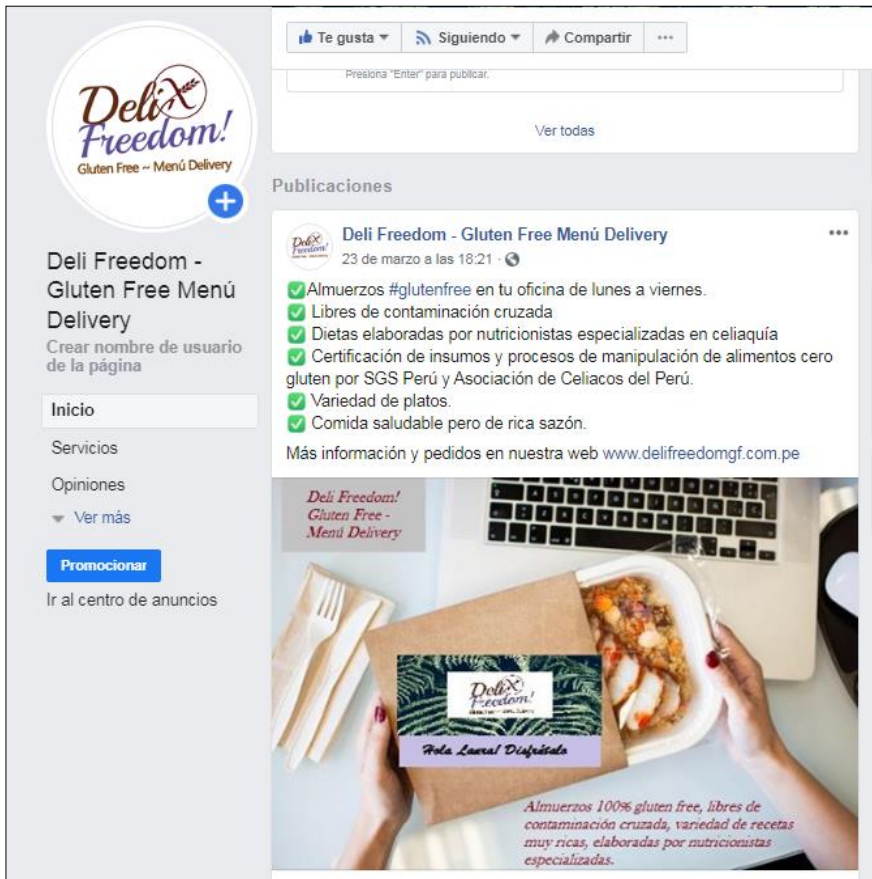 Te gusta Siguiendo Compartir
Presiona "Enter" para publicar.
Ver todas
Deli
Freedom!
Gluten Free ~ Menú Delivery
Deli Freedom -
Gluten Free Menú
Delivery
Crear nombre de usuario
de la página
Inicio
Servicios
Opiniones
Ver más
Promocionar
Ir al centro de anuncios
Publicaciones
Deli
Freedom!
Deli Freedom - Gluten Free Menú Delivery
23 de marzo a las 18:21 ·
✅Almuerzos #glutenfree en tu oficina de lunes a viernes.
✅ Libres de contaminación cruzada
✅ Dietas elaboradas por nutricionistas especializadas en celiaquía
✅ Certificación de insumos y procesos de manipulación de alimentos cero
gluten por SGS Perú y Asociación de Celiacos del Perú.
✅ Variedad de platos.
✅ Comida saludable pero de rica sazón.
Más información y pedidos en nuestra web www.delifreedomgf.com.pe
Deli Freedom!
Gluten Free -
Menú Delivery
Deli
Freedom!
Gluten Free ~ Menú Delivery
Hola Laura! Disfrútalo
Almuerzos 100% gluten free, libres de
contaminación cruzada, variedad de recetas
muy ricas, elaboradas por nutricionistas
especializadas.